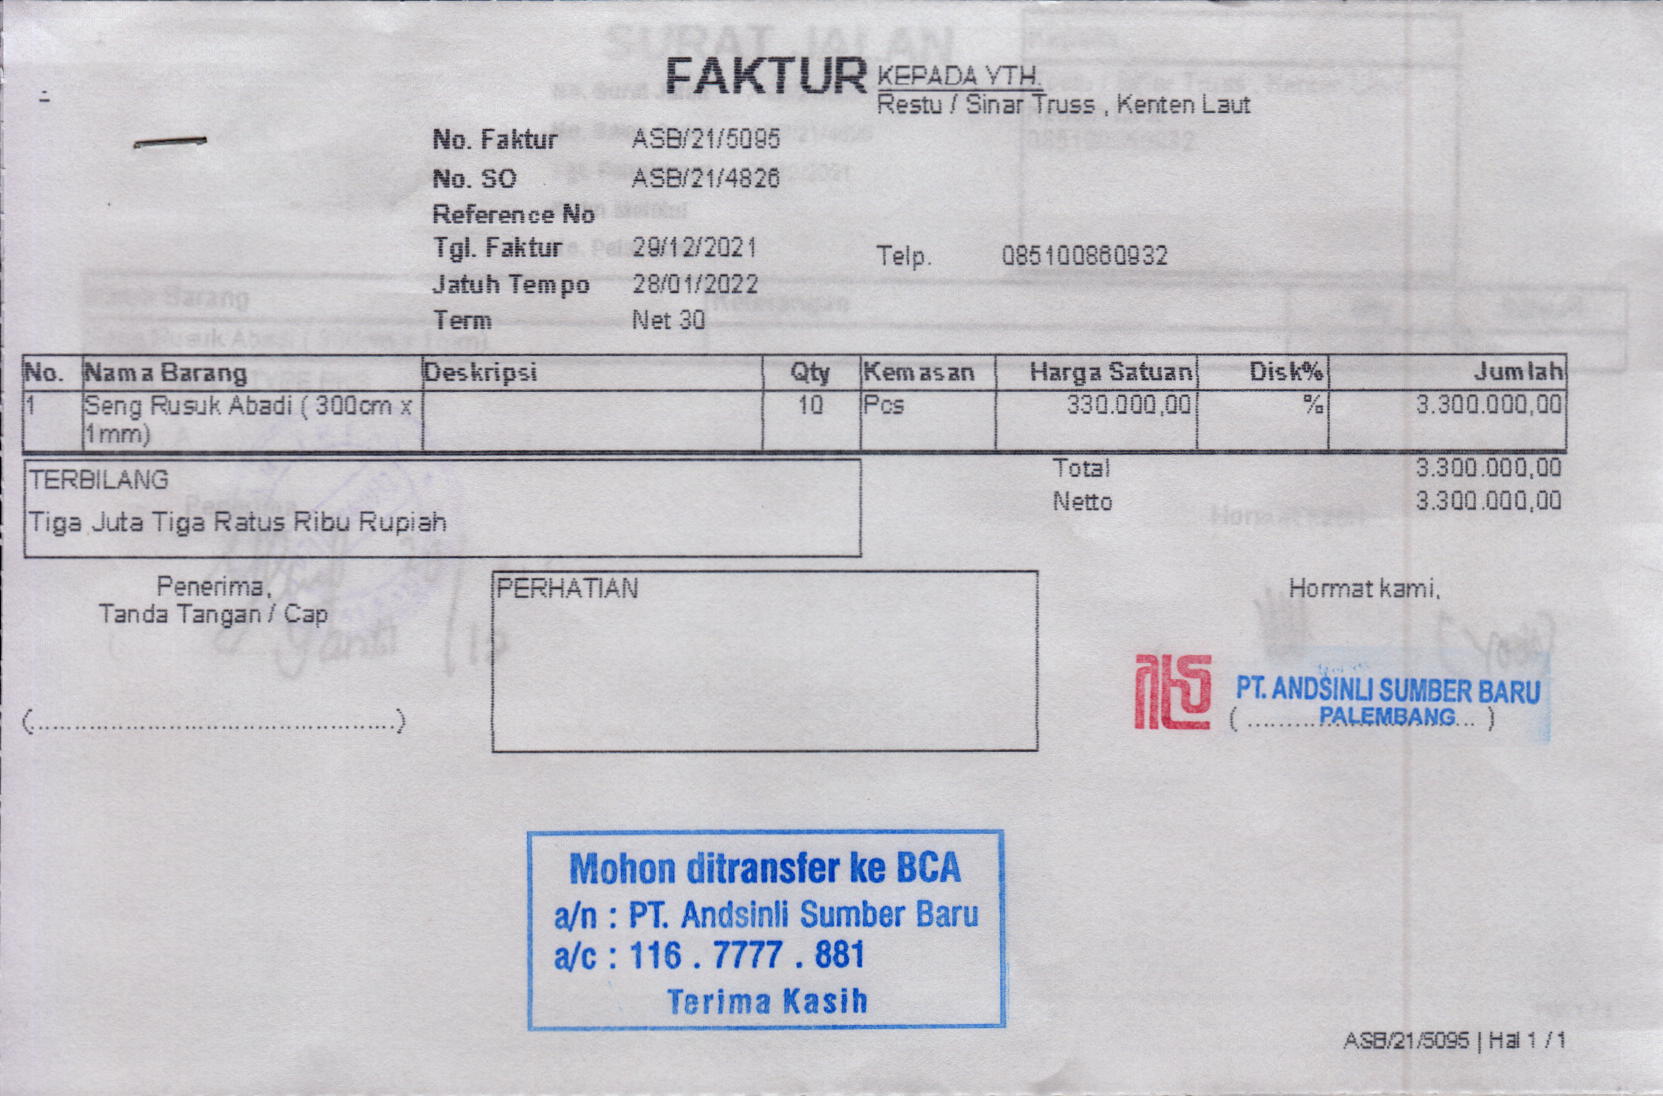 FAKTUR
KEPADA YTH.
Restu / Sinar Truss , Kenten Laut
No. Faktur ASB/21/5095
No. SO ASB/21/4826
Reference No
Tgl. Faktur 29/12/2021
Telp. 085100860932
Jatuh Tempo 28/01/2022
Term Net 30
No. Nama Barang Deskripsi Qty Kemasan Harga Satuan Disk% Jumlah
1 Seng Rusuk Abadi ( 300cm x 10 Pcs 330.000,00 % 3.300.000,00
1mm)
TERBILANG
Tiga Juta Tiga Ratus Ribu Rupiah
Total 3.300.000,00
Netto 3.300.000,00
Penerima,
Tanda Tangan / Cap
(............................................)
PERHATIAN
Hormat kami,
PT. ANDSINLI SUMBER BARU
( .......... PALEMBANG... )
Mohon ditransfer ke BCA
a/n : PT. Andsinli Sumber Baru
a/c : 116 . 7777 . 881
Terima Kasih
ASB/21/5095 | Hal 1 / 1